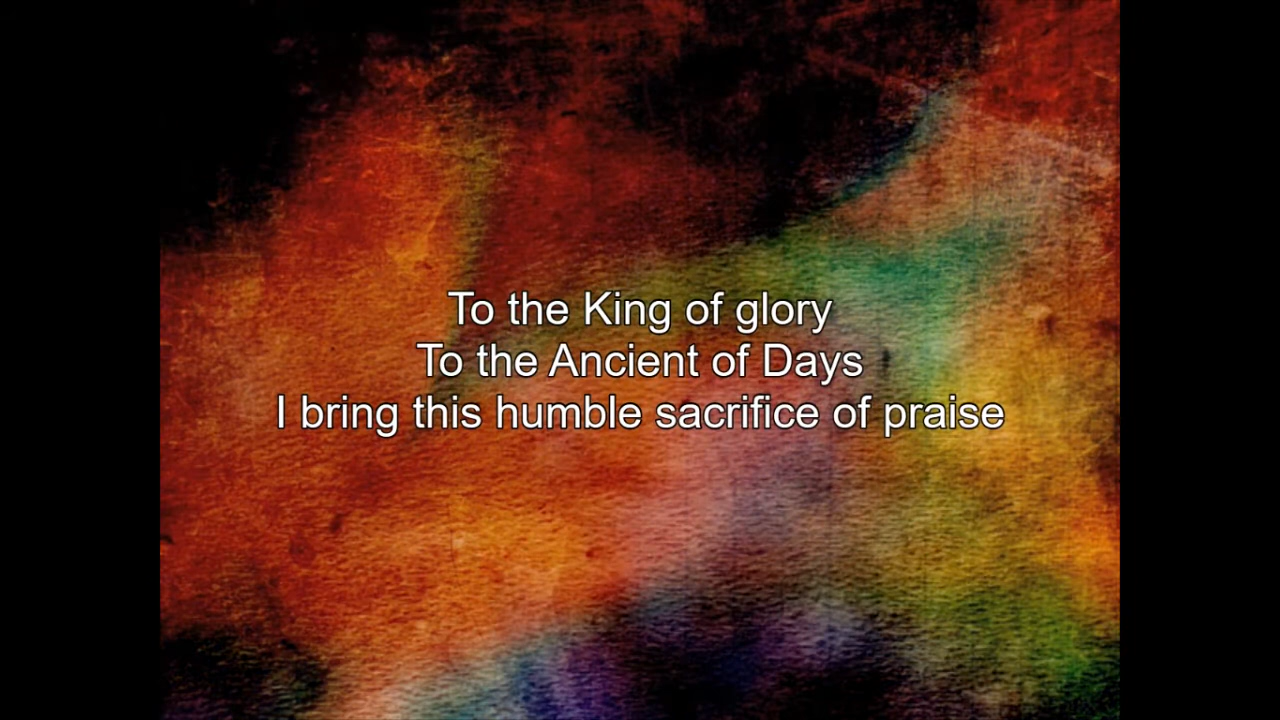 To the King of glory
To the Ancient of Days
I bring this humble sacrifice of praise